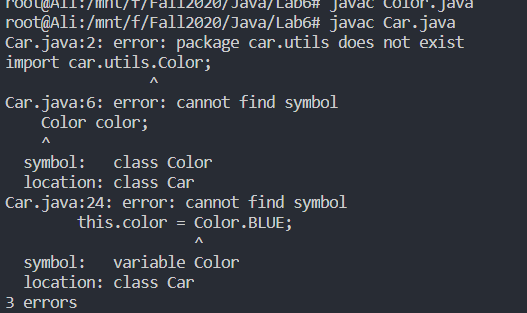 root@Ali:/mnt/f/Fall2020/Java/Lab6# javac Color.java
root@Ali:/mnt/f/Fall2020/Java/Lab6# javac Car.java
Car.java:2: error: package car.utils does not exist
import car.utils.Color;
                ^
Car.java:6: error: cannot find symbol
    Color color;
    ^
  symbol:   class Color
  location: class Car
Car.java:24: error: cannot find symbol
        this.color = Color.BLUE;
                     ^
  symbol:   variable Color
  location: class Car
3 errors